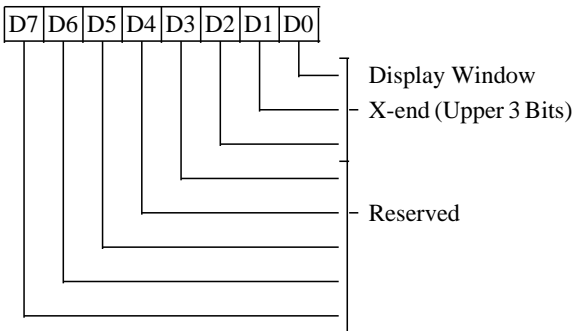 D7 D6 D5 D4 D3 D2 D1 D0
Display Window
X-end (Upper 3 Bits)
Reserved